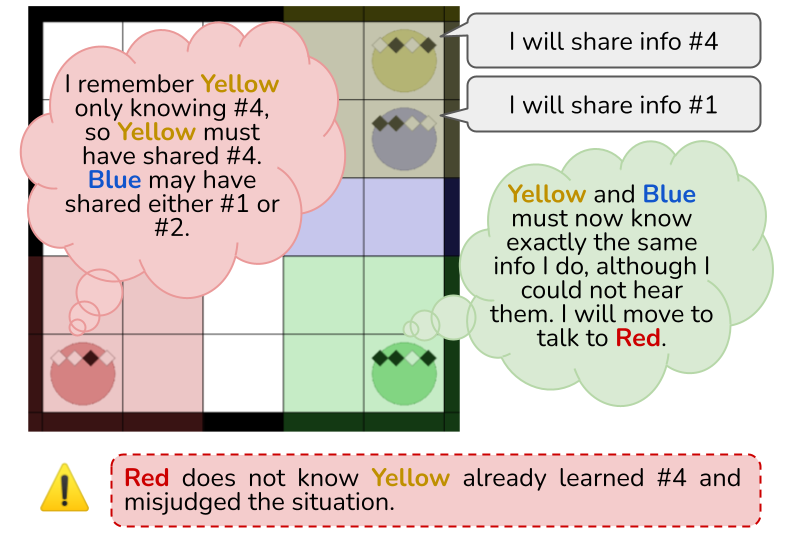 I will share info #4
I will share info #1
I remember Yellow
only knowing #4,
so Yellow must
have shared #4.
Blue may have
shared either #1 or
#2.
Yellow and Blue
must now know
exactly the same
info I do, although I
could not hear
them. I will move to
talk to Red.
Red does not know Yellow already learned #4 and
misjudged the situation.